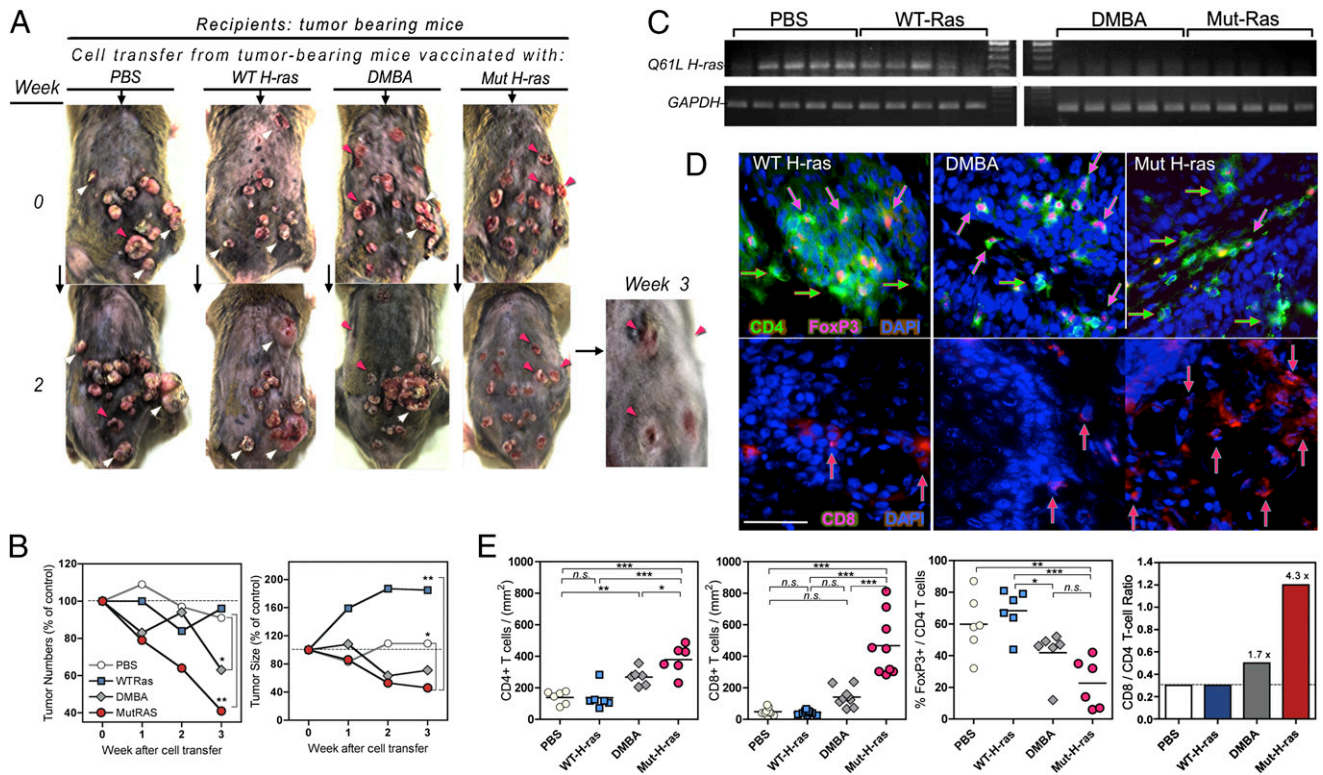 A
Recipients: tumor bearing mice
Cell transfer from tumor-bearing mice vaccinated with:
Week PBS WT H-ras DMBA Mut H-ras
0
2
Week 3
B
Tumor Numbers (% of control)
120
100
80
60
40
PBS
WTRas
DMBA
MutRAS
*
**
0 1 2 3
Week after cell transfer
Tumor Size (% of control)
200
160
120
80
40
0
**
*
0 1 2 3
Week after cell transfer
C
PBS WT-Ras DMBA Mut-Ras
Q61L H-ras
GAPDH
D
WT H-ras DMBA Mut H-ras
CD4 FoxP3 DAPI
CD8 DAPI
E
CD4+ T cells / (mm²)
1000
800
600
400
200
0
***
n.s. ***
** *
PBS
WT-H-ras
DMBA
Mut-H-ras
CD8+ T cells / (mm²)
1000
800
600
400
200
0
***
n.s. ***
n.s. n.s. ***
PBS
WT-H-ras
DMBA
Mut-H-ras
% FoxP3+ / CD4 T cells
100
80
60
40
20
0
**
***
* n.s.
PBS
WT-H-ras
DMBA
Mut-H-ras
CD8 / CD4 T-cell Ratio
1.4
1.2
1.0
0.8
0.6
0.4
0.2
0.0
4.3 x
1.7 x
PBS
WT-H-ras
DMBA
Mut-H-ras